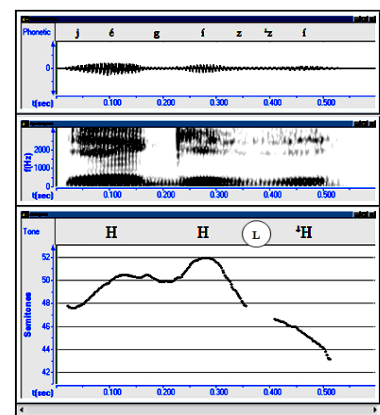 Phonetic j é g í z ꜜz í
0
t(sec) 0.100 0.200 0.300 0.400 0.500
f(Hz)
2000
1000
0
t(sec) 0.100 0.200 0.300 0.400 0.500
Tone H H L ꜜH
Semitones
52
50
48
46
44
42
t(sec) 0.100 0.200 0.300 0.400 0.500